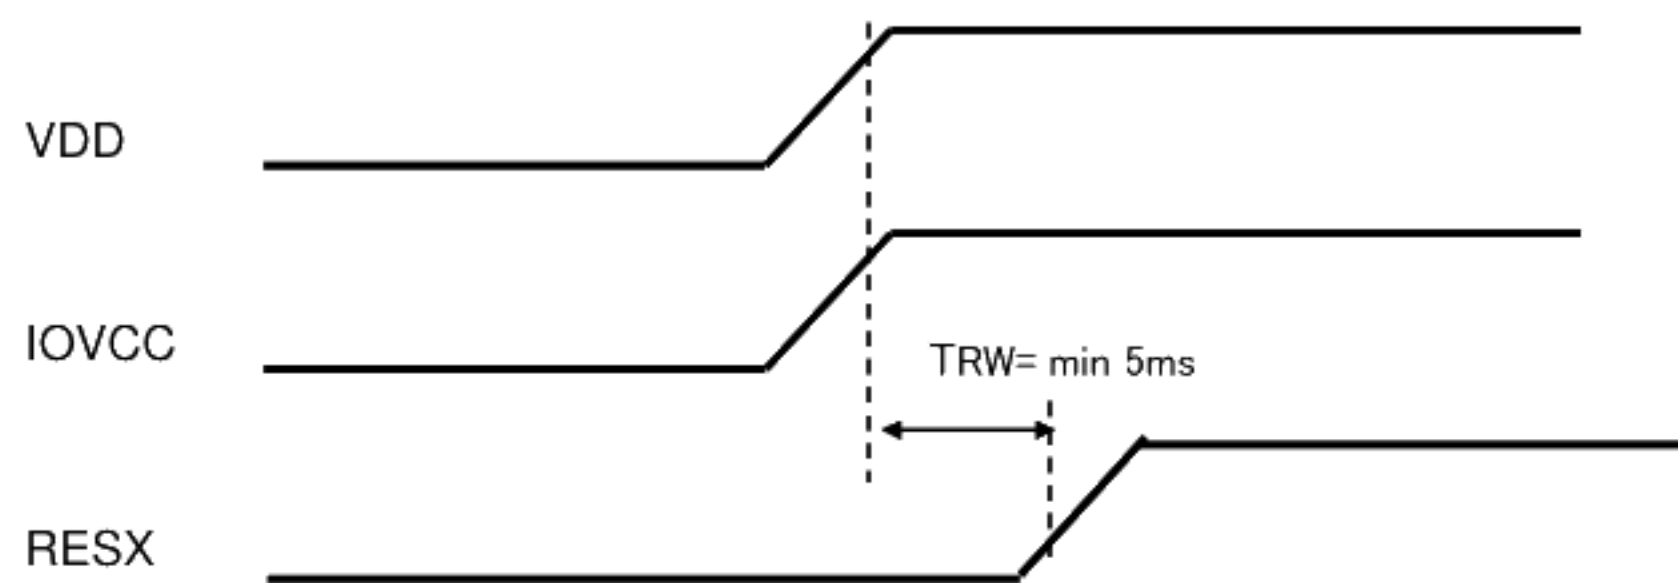 VDD
IOVCC
TRW= min 5ms
RESX